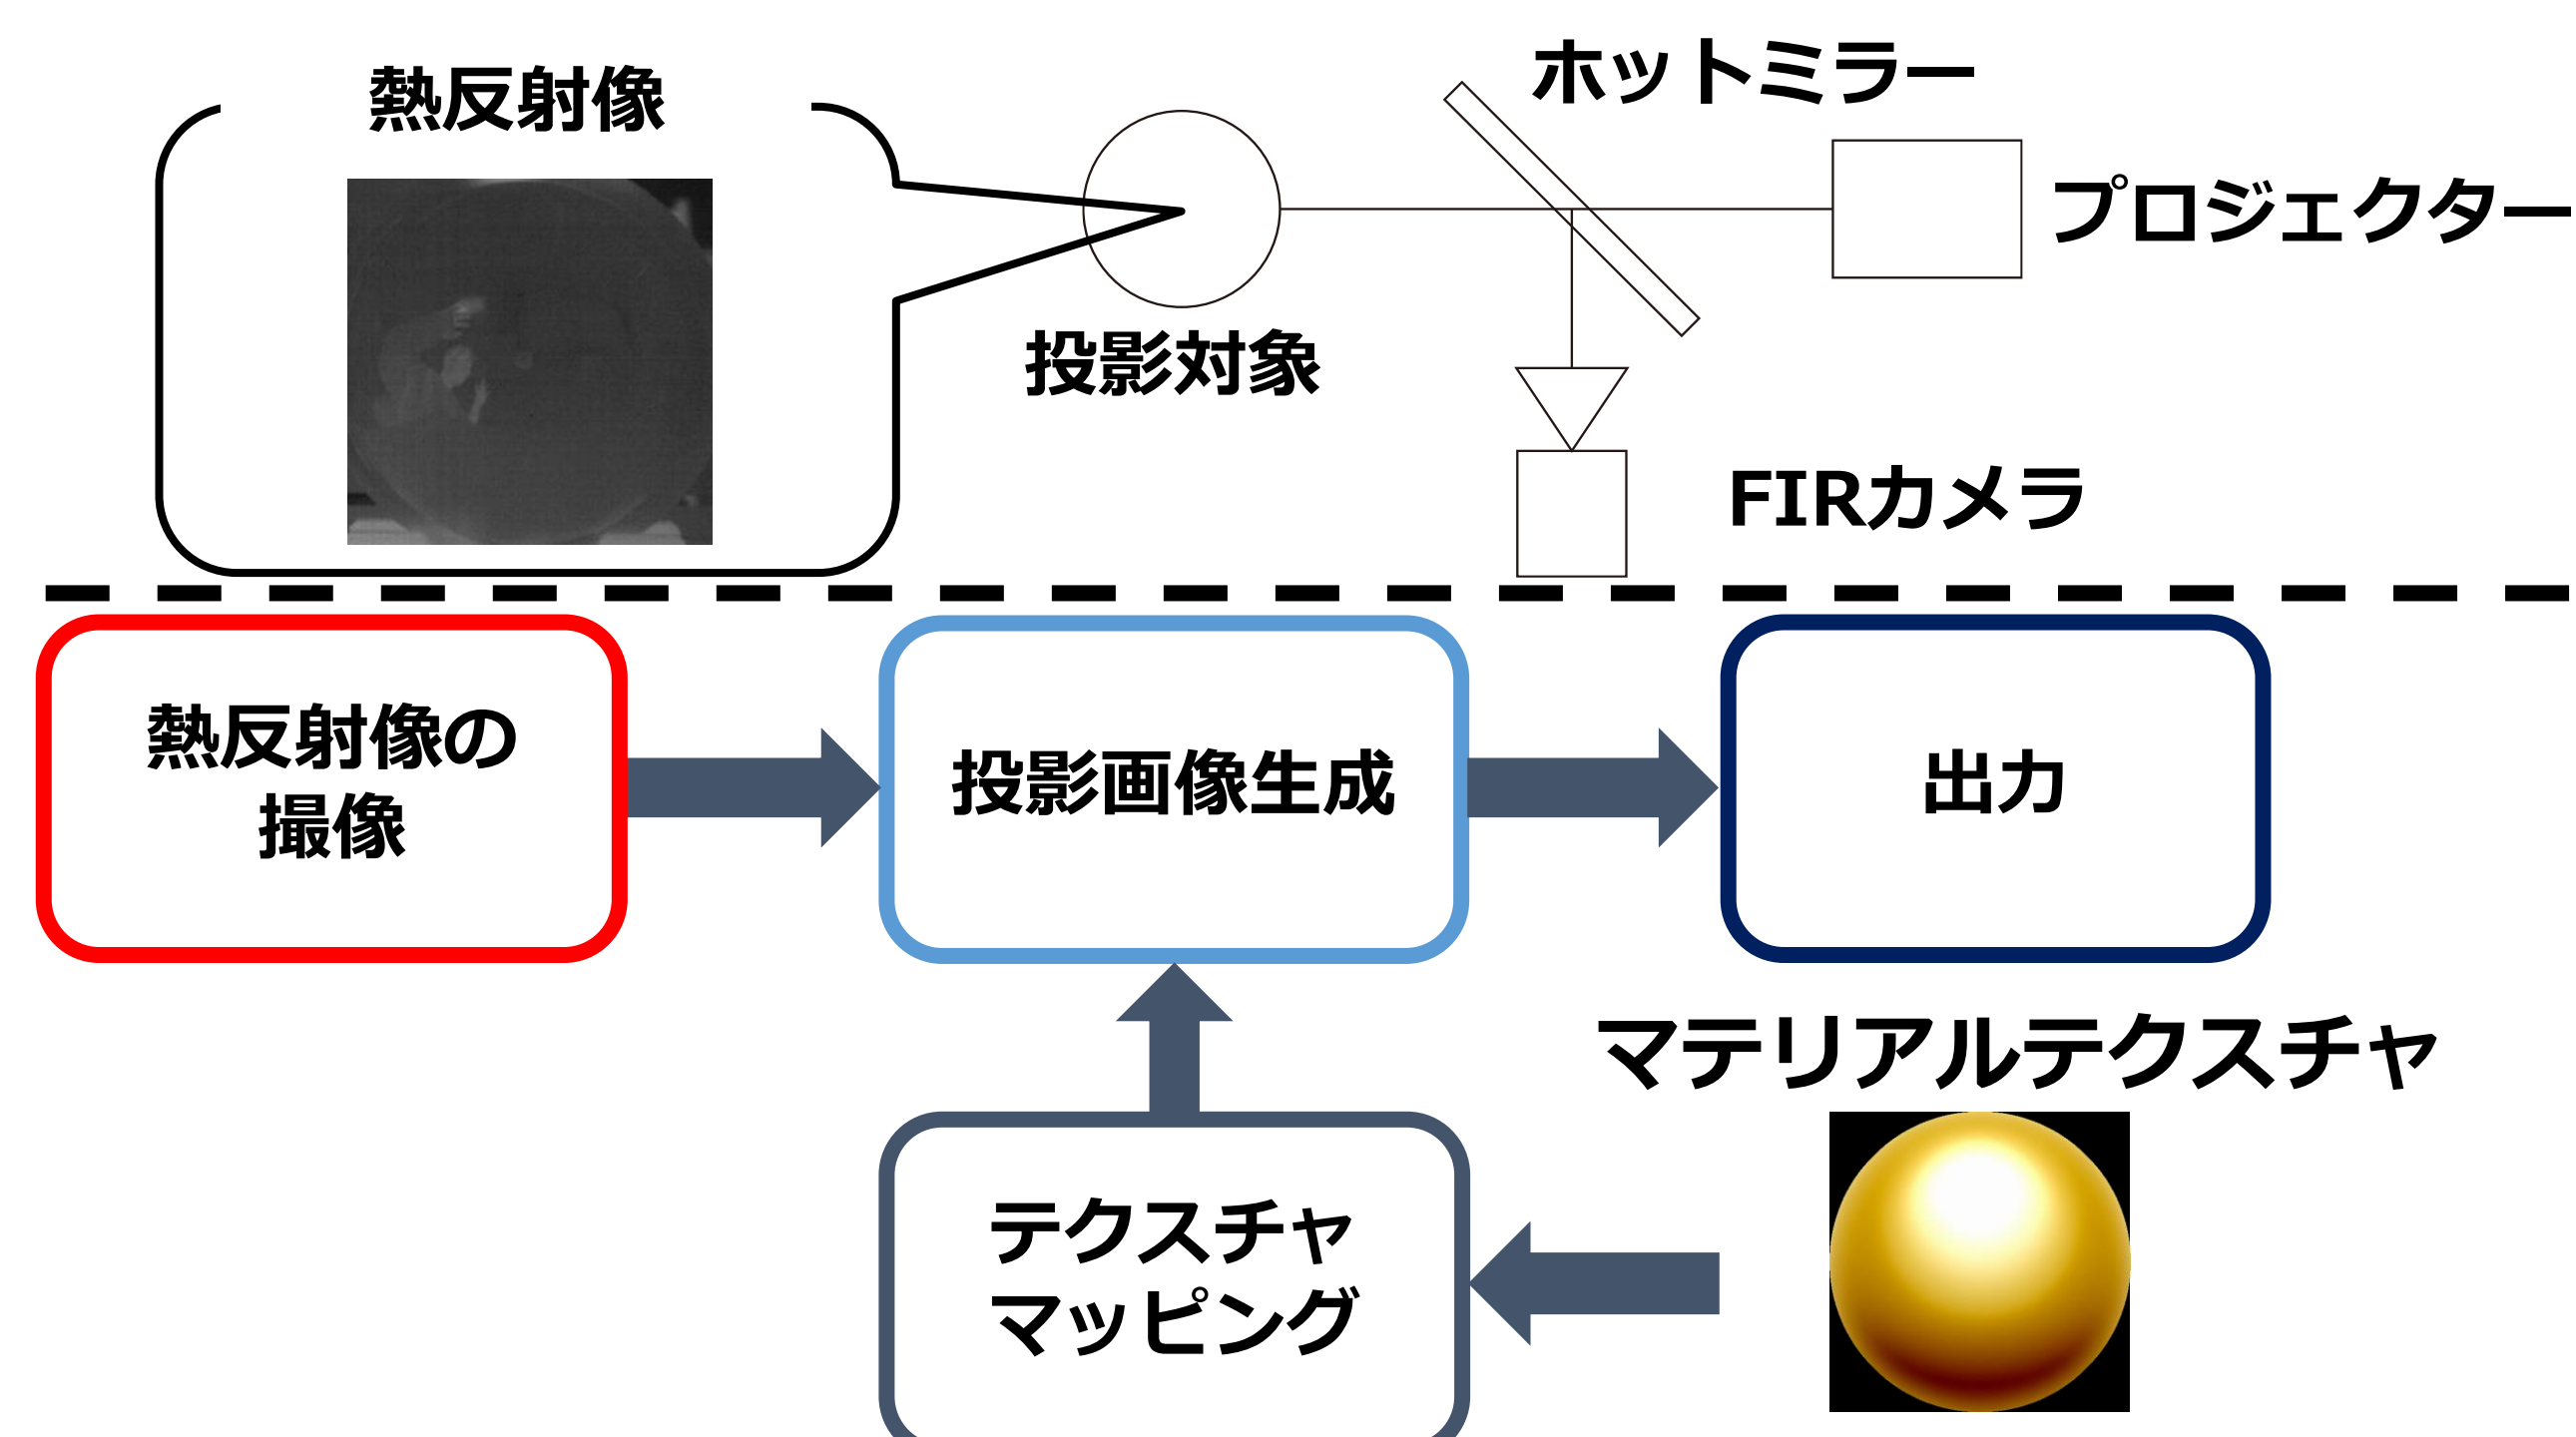 熱反射像
ホットミラー
プロジェクター
投影対象
FIRカメラ
熱反射像の
撮像
投影画像生成
出力
マテリアルテクスチャ
テクスチャ
マッピング